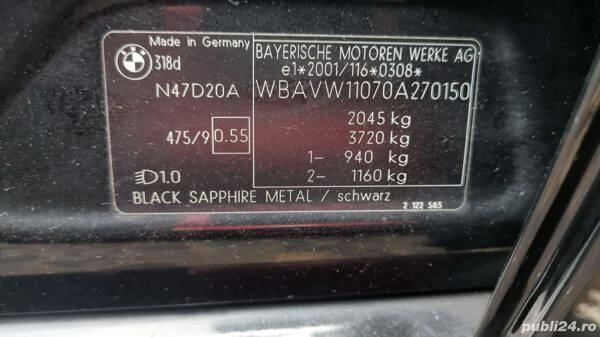 Made in Germany
BMW
318d
N47D20A
475/9 0.55
1.0
BAYERISCHE MOTOREN WERKE AG
e1*2001/116*0308*
WBAVW11070A270150
2045 kg
3720 kg
1- 940 kg
2- 1160 kg
BLACK SAPPHIRE METAL / schwarz
2 122 583
publi24.ro